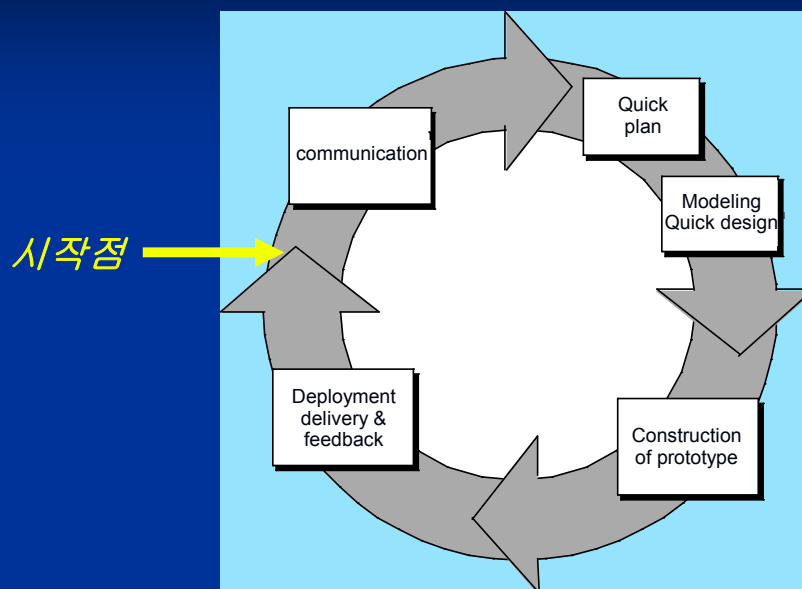 Quick
plan
communication
Modeling
Quick design
시작점
Deployment
delivery &
feedback
Construction
of prototype